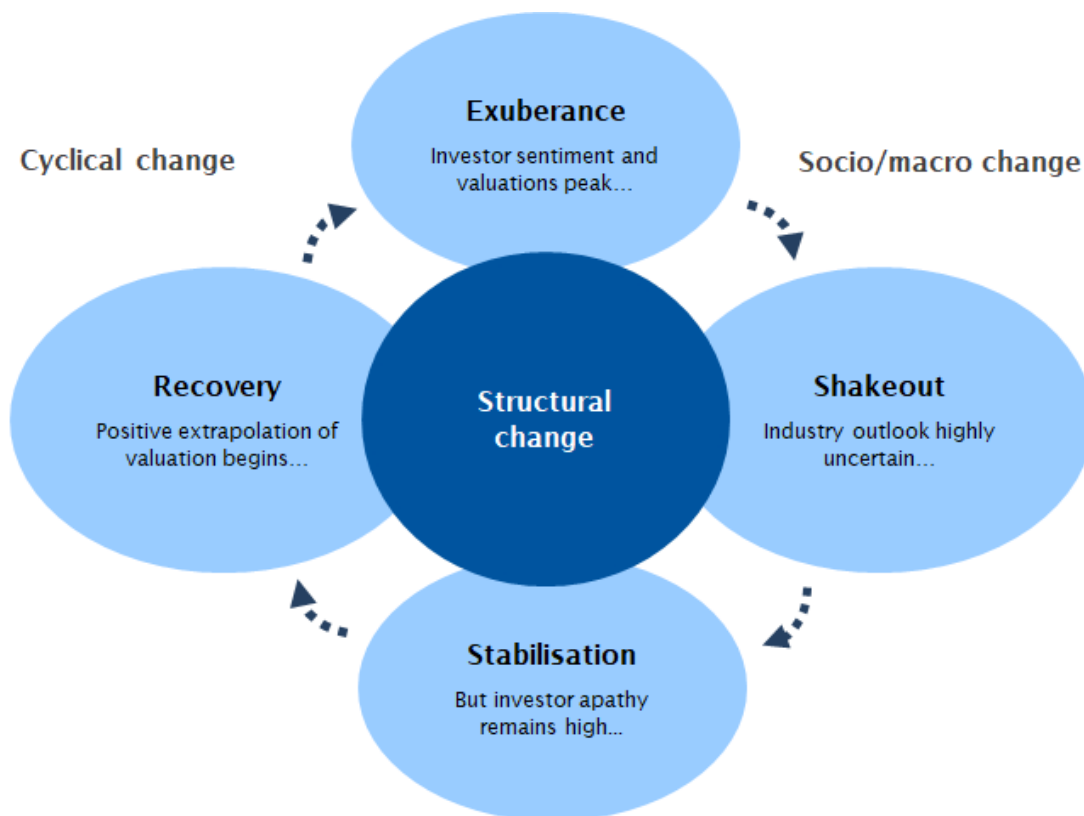 Exuberance
Investor sentiment and
valuations peak…
Cyclical change
Socio/macro change
Recovery
Positive extrapolation of
valuation begins…
Structural
change
Shakeout
Industry outlook highly
uncertain…
Stabilisation
But investor apathy
remains high…